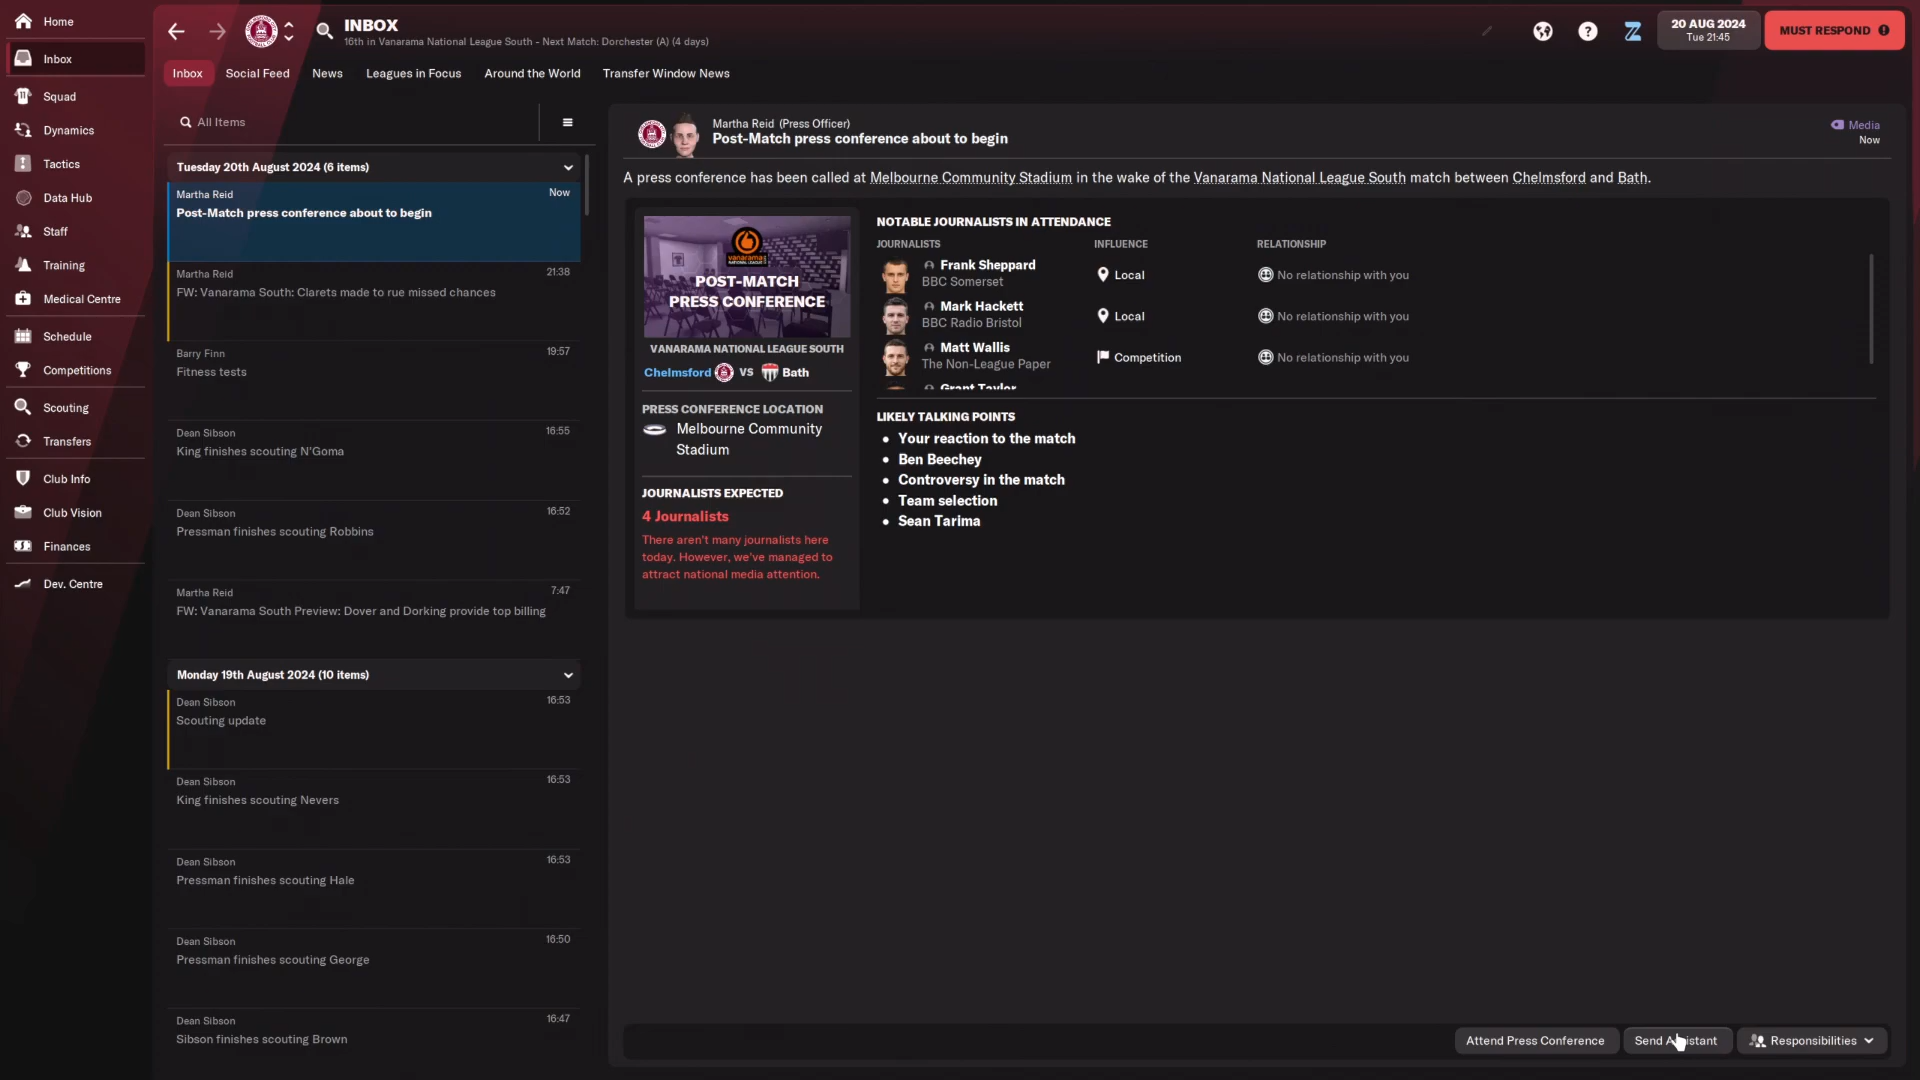 Home
Inbox
Squad
Dynamics
Tactics
Data Hub
Staff
Training
Medical Centre
Schedule
Competitions
Scouting
Transfers
Club Info
Club Vision
Finances
Dev. Centre
INBOX
16th in Vanarama National League South - Next Match: Dorchester (A) (4 days)
20 AUG 2024
Tue 21:45
MUST RESPOND
Inbox Social Feed News Leagues in Focus Around the World Transfer Window News
All Items
Tuesday 20th August 2024 (6 items)
Martha Reid Now
Post-Match press conference about to begin
Martha Reid 21:38
FW: Vanarama South: Clarets made to rue missed chances
Barry Finn 19:57
Fitness tests
Dean Sibson 16:55
King finishes scouting N'Goma
Dean Sibson 16:52
Pressman finishes scouting Robbins
Martha Reid 7:47
FW: Vanarama South Preview: Dover and Dorking provide top billing
Monday 19th August 2024 (10 items)
Dean Sibson 16:53
Scouting update
Dean Sibson 16:53
King finishes scouting Nevers
Dean Sibson 16:53
Pressman finishes scouting Hale
Dean Sibson 16:50
Pressman finishes scouting George
Dean Sibson 16:47
Sibson finishes scouting Brown
Martha Reid (Press Officer)
Post-Match press conference about to begin
Media
Now
A press conference has been called at Melbourne Community Stadium in the wake of the Vanarama National League South match between Chelmsford and Bath.
vanarama
POST-MATCH
PRESS CONFERENCE
VANARAMA NATIONAL LEAGUE SOUTH
Chelmsford VS Bath
PRESS CONFERENCE LOCATION
Melbourne Community
Stadium
JOURNALISTS EXPECTED
4 Journalists
There aren't many journalists here
today. However, we've managed to
attract national media attention.
NOTABLE JOURNALISTS IN ATTENDANCE
JOURNALISTS INFLUENCE RELATIONSHIP
Frank Sheppard
BBC Somerset
Local
No relationship with you
Mark Hackett
BBC Radio Bristol
Local
No relationship with you
Matt Wallis
The Non-League Paper
Competition
No relationship with you
Grant Taylor
LIKELY TALKING POINTS
• Your reaction to the match
• Ben Beechey
• Controversy in the match
• Team selection
• Sean Tarima
Attend Press Conference Send Assistant Responsibilities